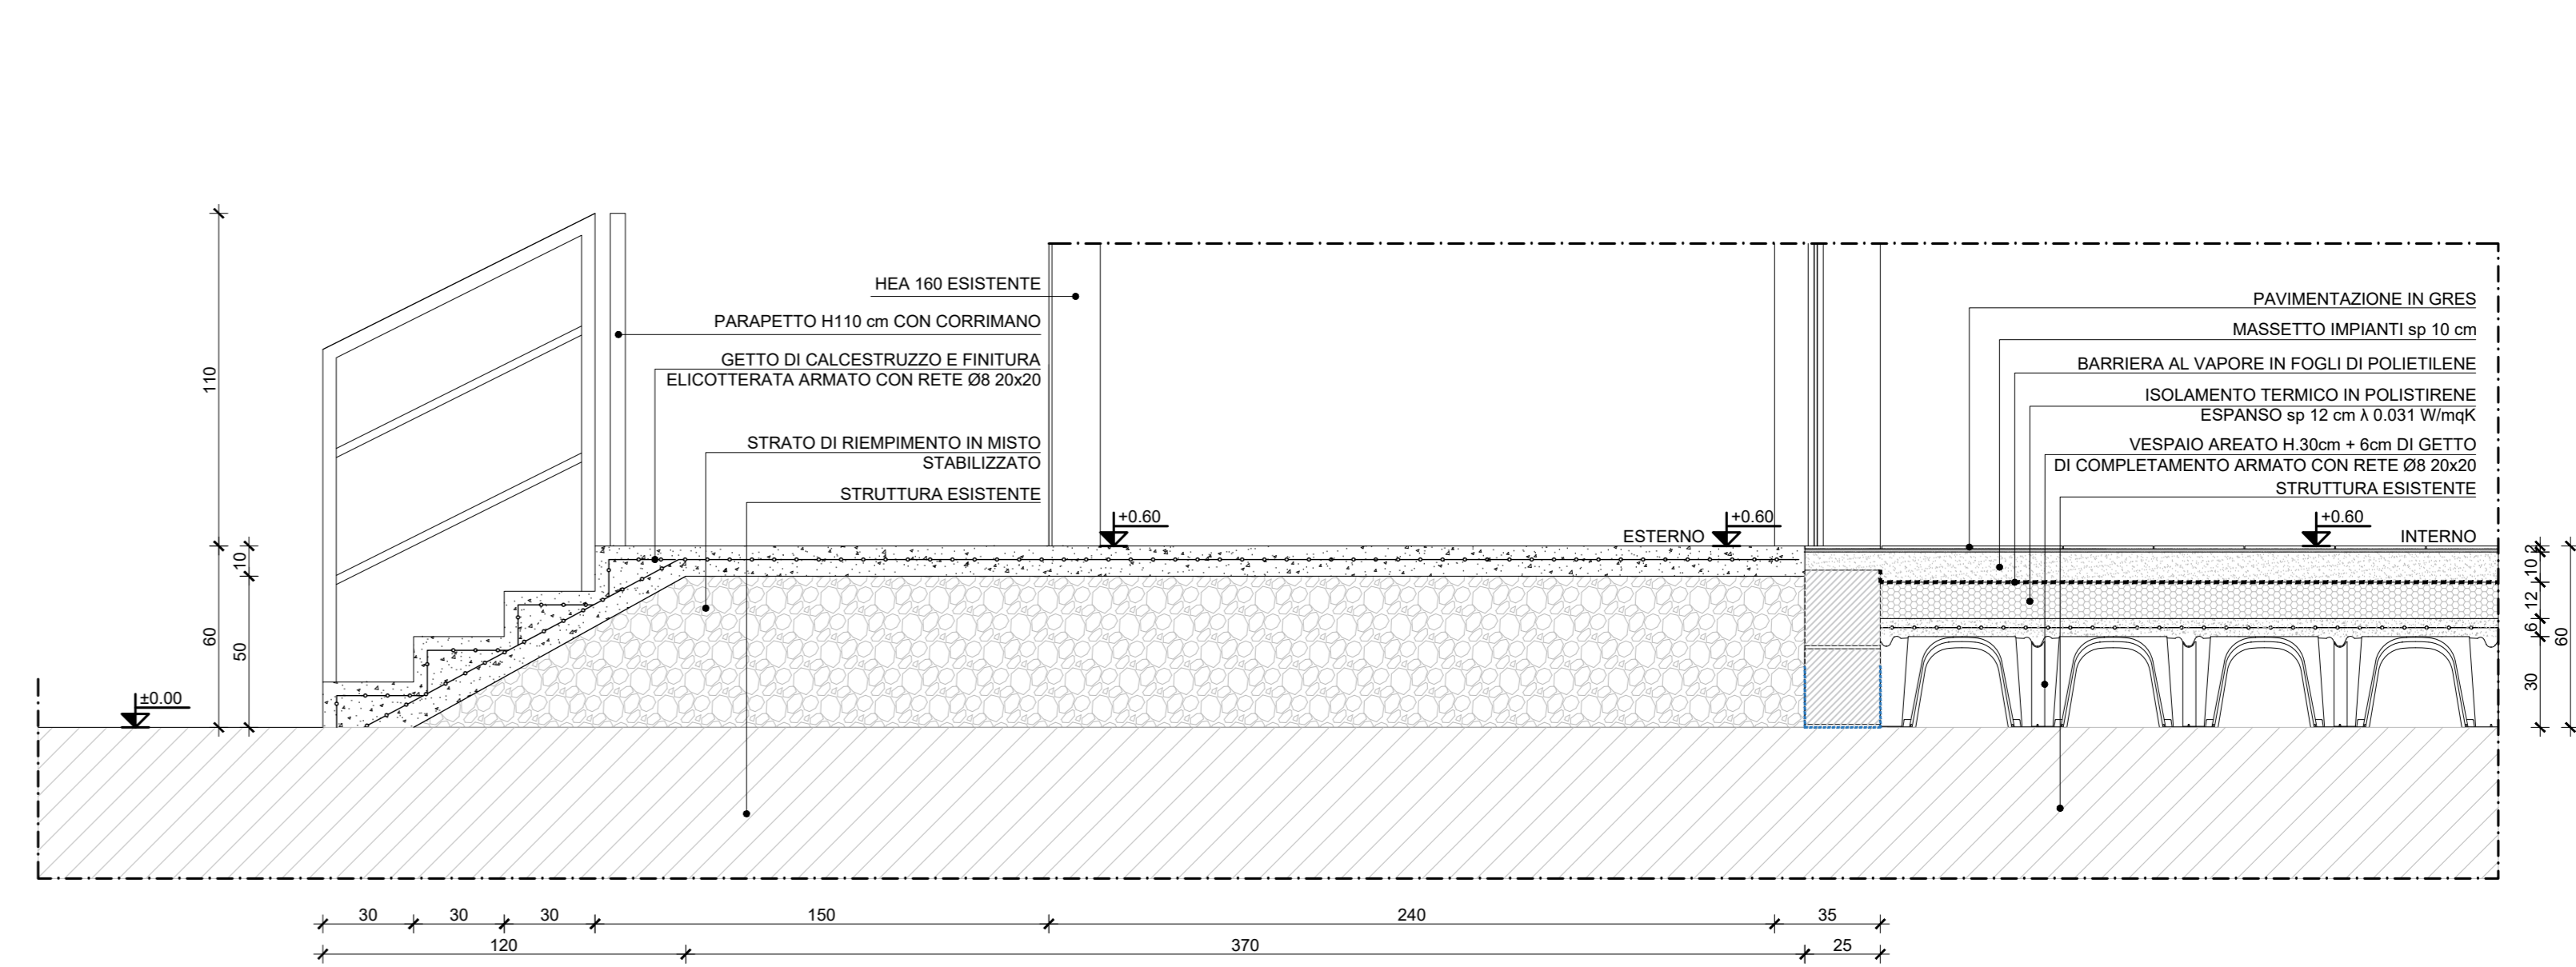 HEA 160 ESISTENTE
PARAPETTO H110 cm CON CORRIMANO
GETTO DI CALCESTRUZZO E FINITURA
ELICOTTERATA ARMATO CON RETE Ø8 20x20
STRATO DI RIEMPIMENTO IN MISTO
STABILIZZATO
STRUTTURA ESISTENTE
PAVIMENTAZIONE IN GRES
MASSETTO IMPIANTI sp 10 cm
BARRIERA AL VAPORE IN FOGLI DI POLIETILENE
ISOLAMENTO TERMICO IN POLISTIRENE
ESPANSO sp 12 cm λ 0.031 W/mqK
VESPAIO AREATO H.30cm + 6cm DI GETTO
DI COMPLETAMENTO ARMATO CON RETE Ø8 20x20
STRUTTURA ESISTENTE
+0.60
ESTERNO
+0.60
+0.60
INTERNO
±0.00
110
60
10
50
2
10
12
6
30
60
30
30
30
150
240
35
120
370
25